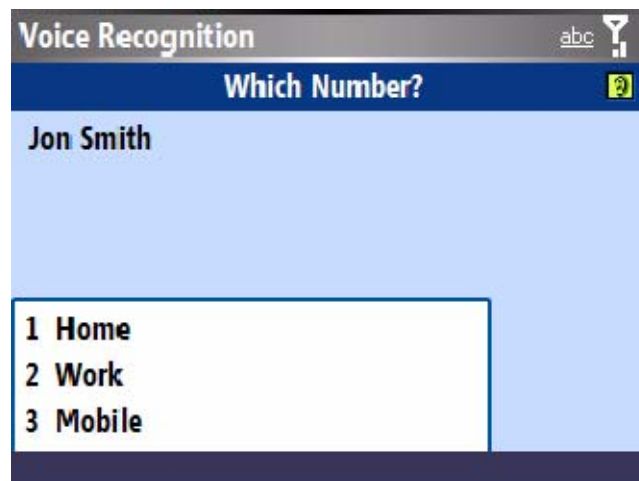 Voice Recognition abc
Which Number?
Jon Smith
1 Home
2 Work
3 Mobile